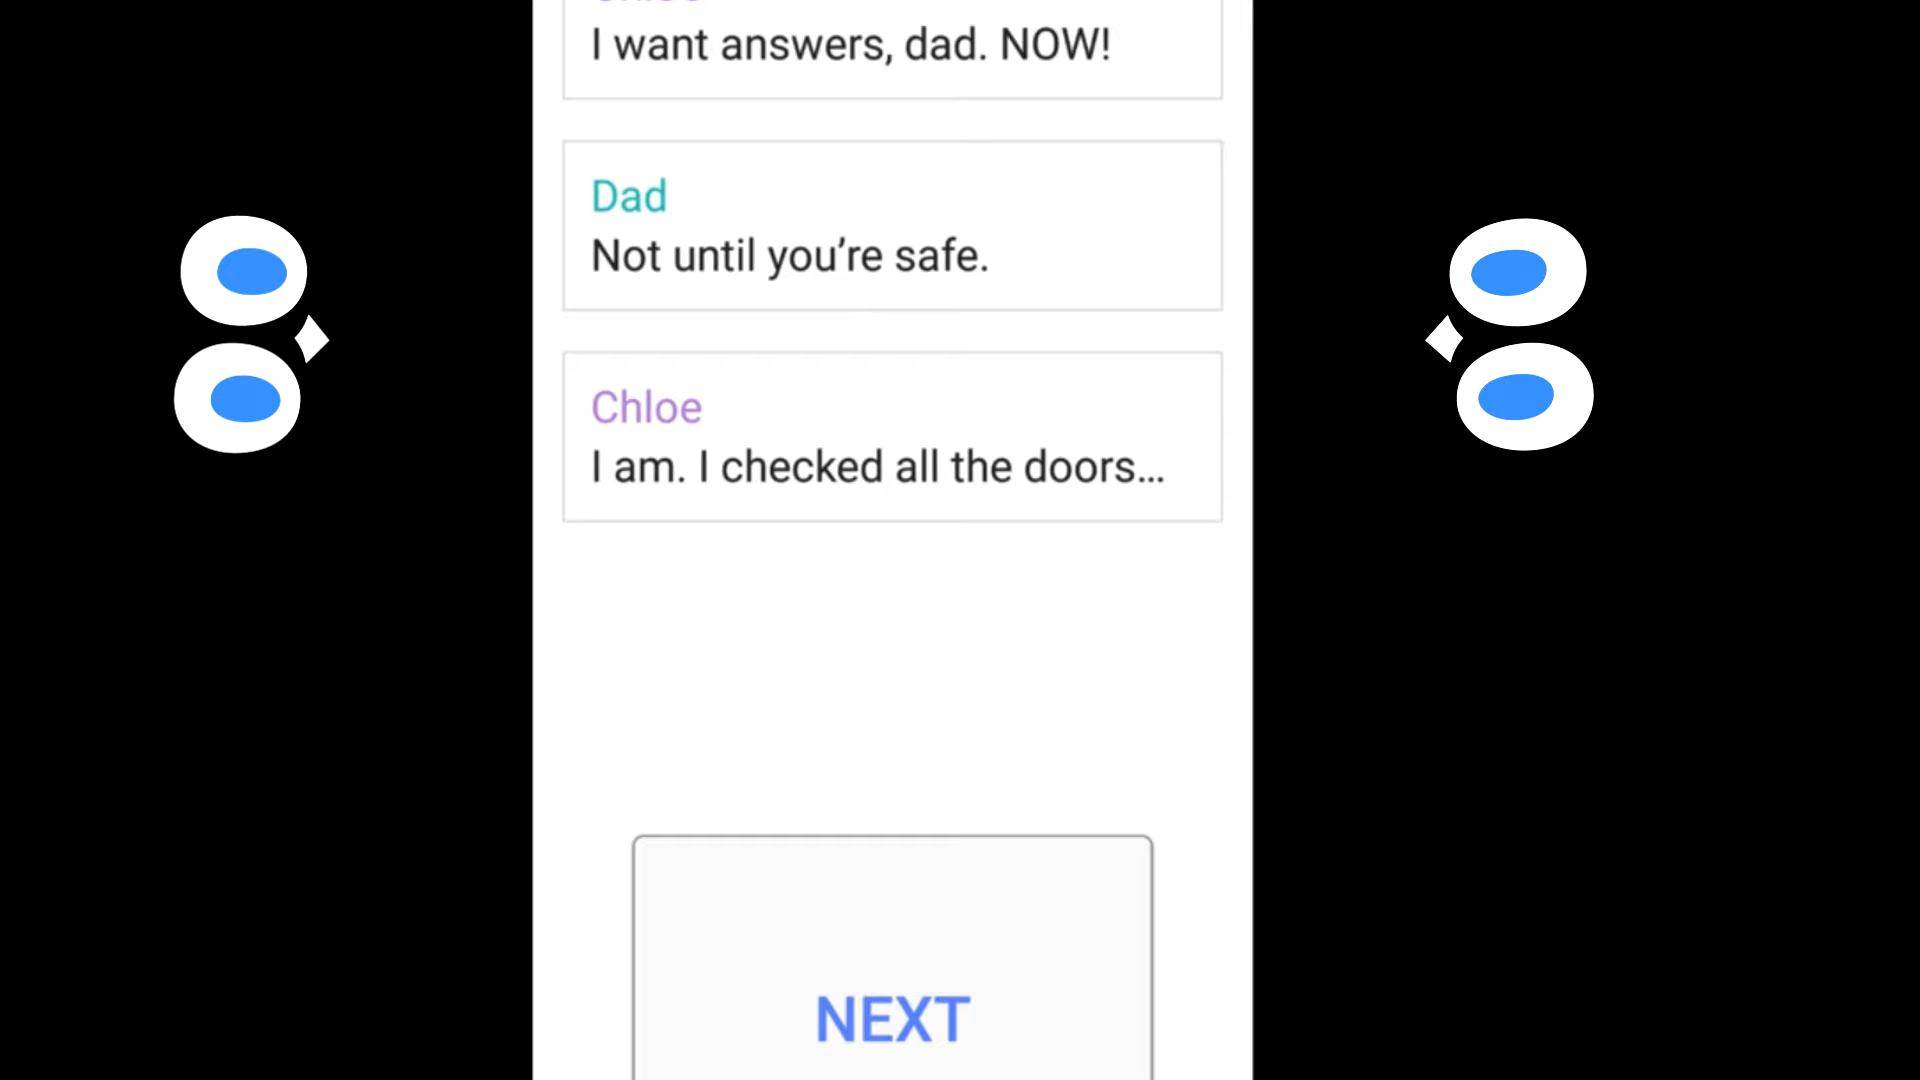 I want answers, dad. NOW!
Dad
Not until you’re safe.
Chloe
I am. I checked all the doors...
NEXT